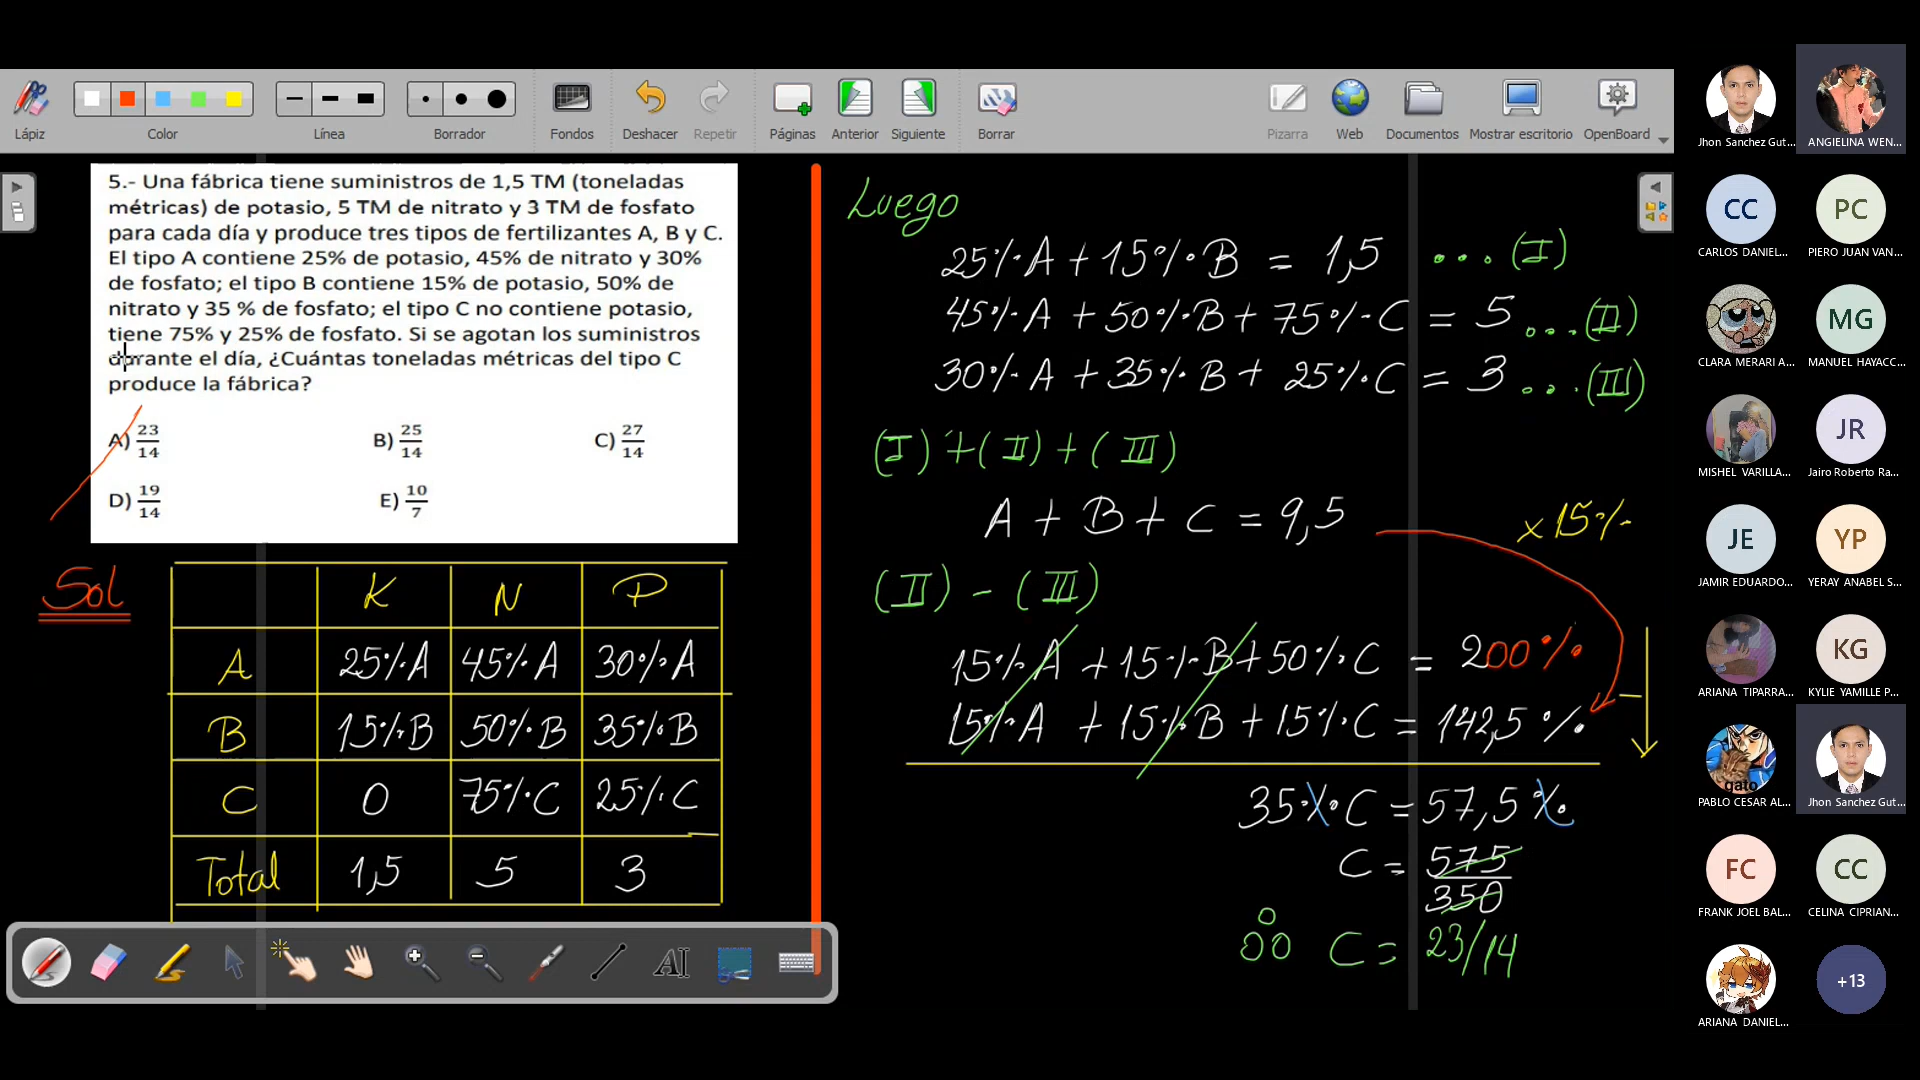 Lápiz
Color
Línea
Borrador
Fondos
Deshacer
Repetir
Páginas
Anterior
Siguiente
Borrar
Pizarra
Web
Documentos
Mostrar escritorio
OpenBoard
5.- Una fábrica tiene suministros de 1,5 TM (toneladas
métricas) de potasio, 5 TM de nitrato y 3 TM de fosfato
para cada día y produce tres tipos de fertilizantes A, B y C.
El tipo A contiene 25% de potasio, 45% de nitrato y 30%
de fosfato; el tipo B contiene 15% de potasio, 50% de
nitrato y 35 % de fosfato; el tipo C no contiene potasio,
tiene 75% y 25% de fosfato. Si se agotan los suministros
durante el día, ¿Cuántas toneladas métricas del tipo C
produce la fábrica?
A) 23/14 B) 25/14 C) 27/14
D) 19/14 E) 10/7
Sol
K N P
A 25%A 45%A 30%A
B 15%B 50%B 35%B
C 0 75%C 25%C
Total 1,5 5 3
Luego
25%A + 15%B = 1,5 ...(I)
45%A + 50%B + 75%C = 5 ...(II)
30%A + 35%B + 25%C = 3 ...(III)
(I) + (II) + (III)
A + B + C = 9,5
x 15%
(II) - (III)
15%A + 15%B + 50%C = 200%
15%A + 15%B + 15%C = 142,5%
35%C = 57,5%
C = 575/350
C = 23/14
AI
Jhon Sanchez Gut...
ANGIELINA WEN...
CC
CARLOS DANIEL...
PC
PIERO JUAN VAN...
CLARA MERARI A...
MG
MANUEL HAYACC...
MISHEL VARILLA...
JR
Jairo Roberto Ra...
JE
JAMIR EDUARDO...
YP
YERAY ANABEL S...
ARIANA TIPARRA...
KG
KYLIE YAMILLE P...
gato
PABLO CESAR AL...
Jhon Sanchez Gut...
FC
FRANK JOEL BAL...
CC
CELINA CIPRIAN...
ARIANA DANIEL...
+13